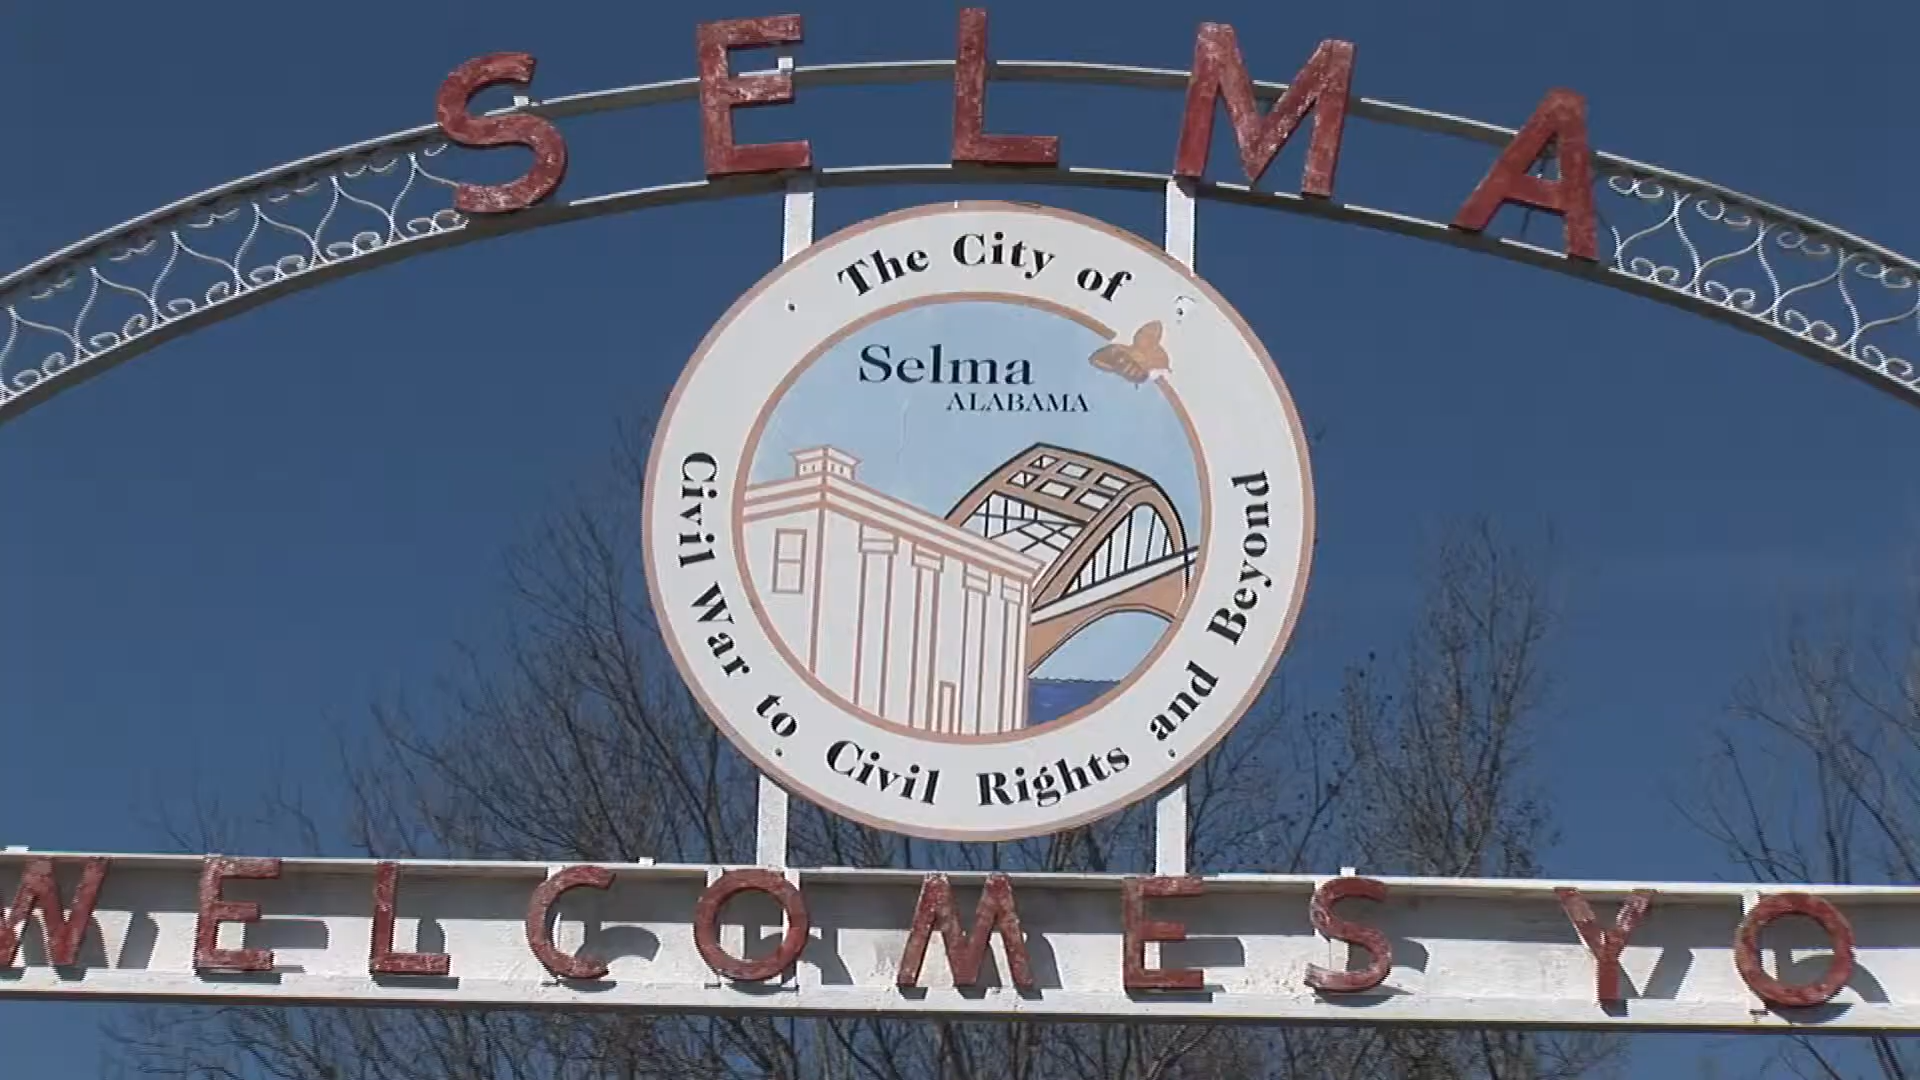 SELMA
The City of
Selma
ALABAMA
Civil War to Civil Rights and Beyond
WELCOMES YO